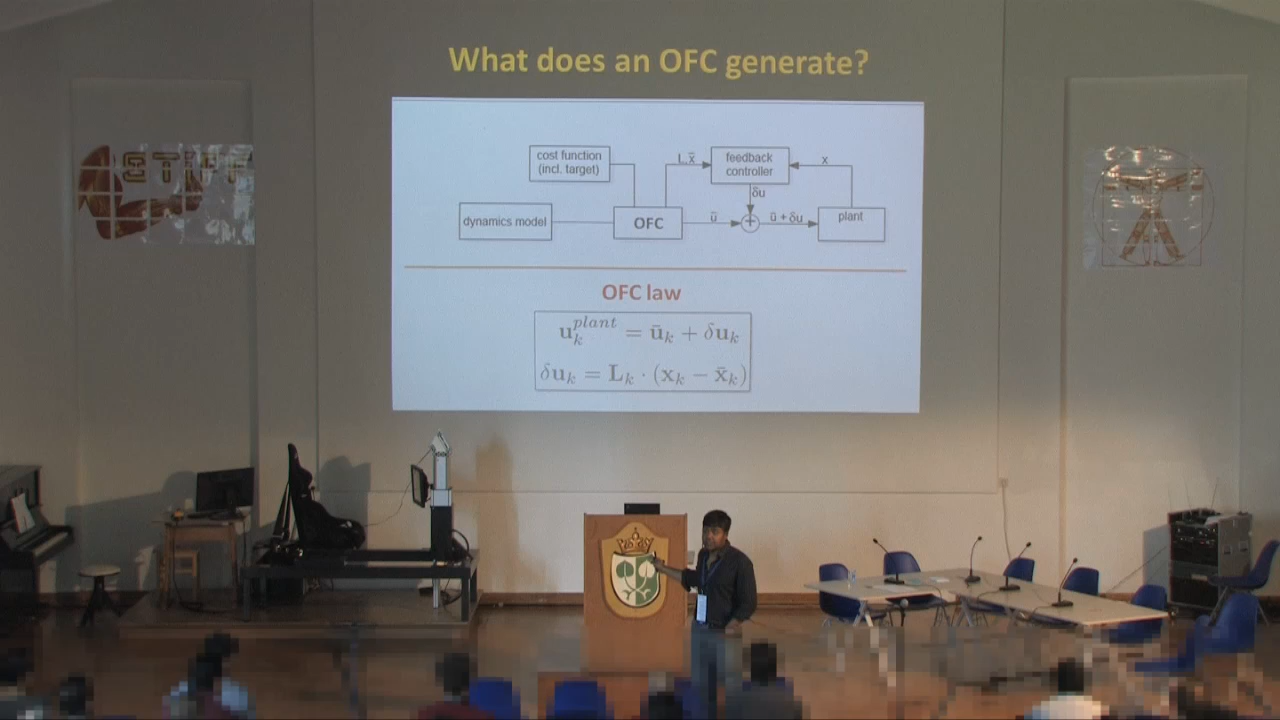 What does an OFC generate?
STIFF
cost function
(incl. target)
L,x̄
feedback
controller
x
δu
dynamics model
OFC
ū
+
ū + δu
plant
OFC law
u_k^{plant} = ū_k + δu_k
δu_k = L_k · (x_k − x̄_k)